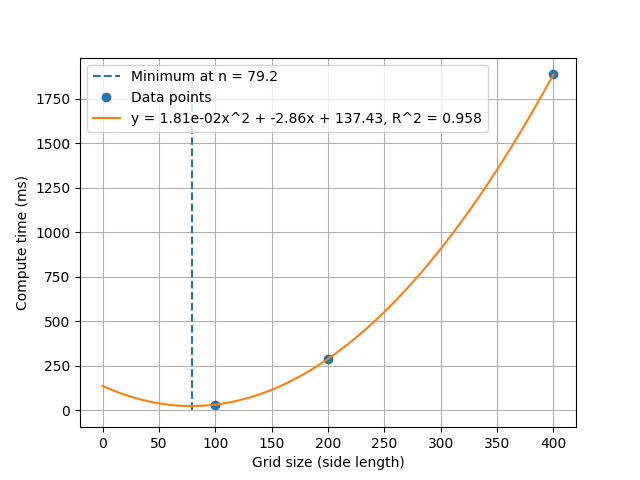 Minimum at n = 79.2
Data points
y = 1.81e-02x^2 + -2.86x + 137.43, R^2 = 0.958
1750
1500
1250
1000
750
500
250
0
Compute time (ms)
0 50 100 150 200 250 300 350 400
Grid size (side length)